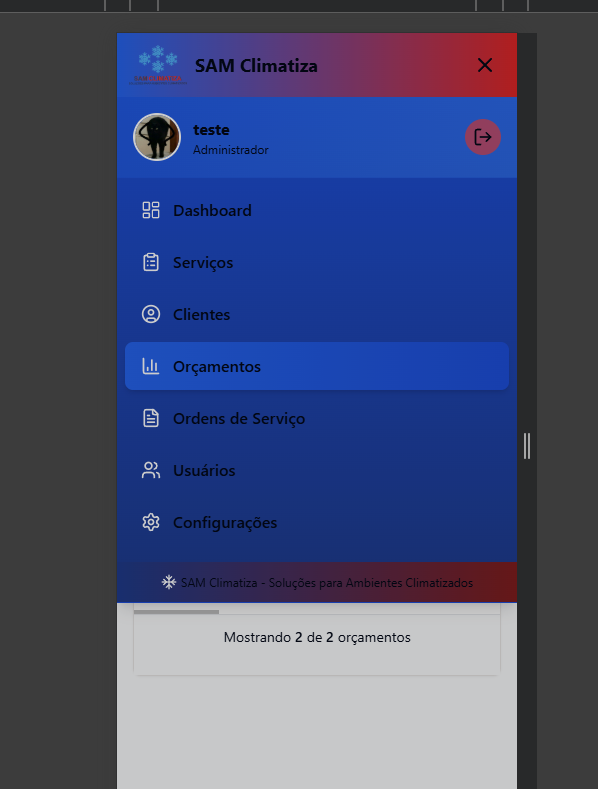 SAM Climatiza
teste
Administrador
Dashboard
Serviços
Clientes
Orçamentos
Ordens de Serviço
Usuários
Configurações
SAM Climatiza - Soluções para Ambientes Climatizados
Mostrando 2 de 2 orçamentos